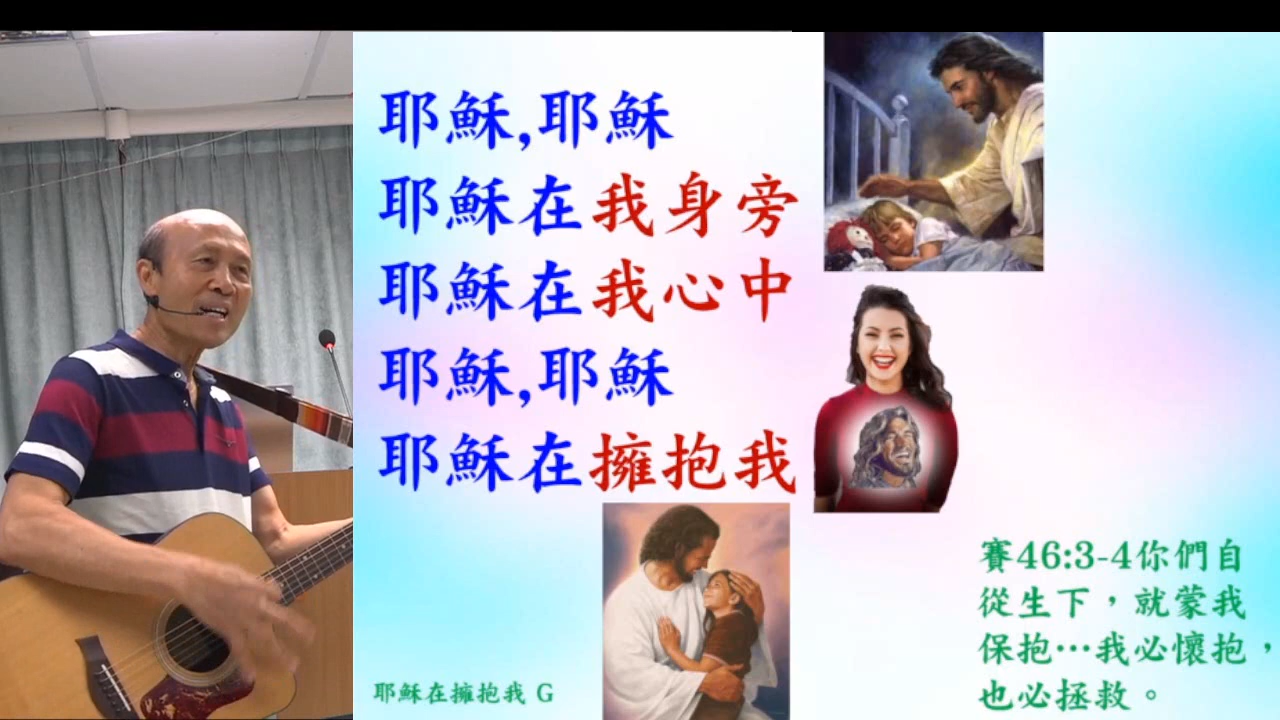 耶穌,耶穌
耶穌在我身旁
耶穌在我心中
耶穌,耶穌
耶穌在擁抱我
賽46:3-4你們自
從生下，就蒙我
保抱…我必懷抱，
也必拯救。
耶穌在擁抱我 G